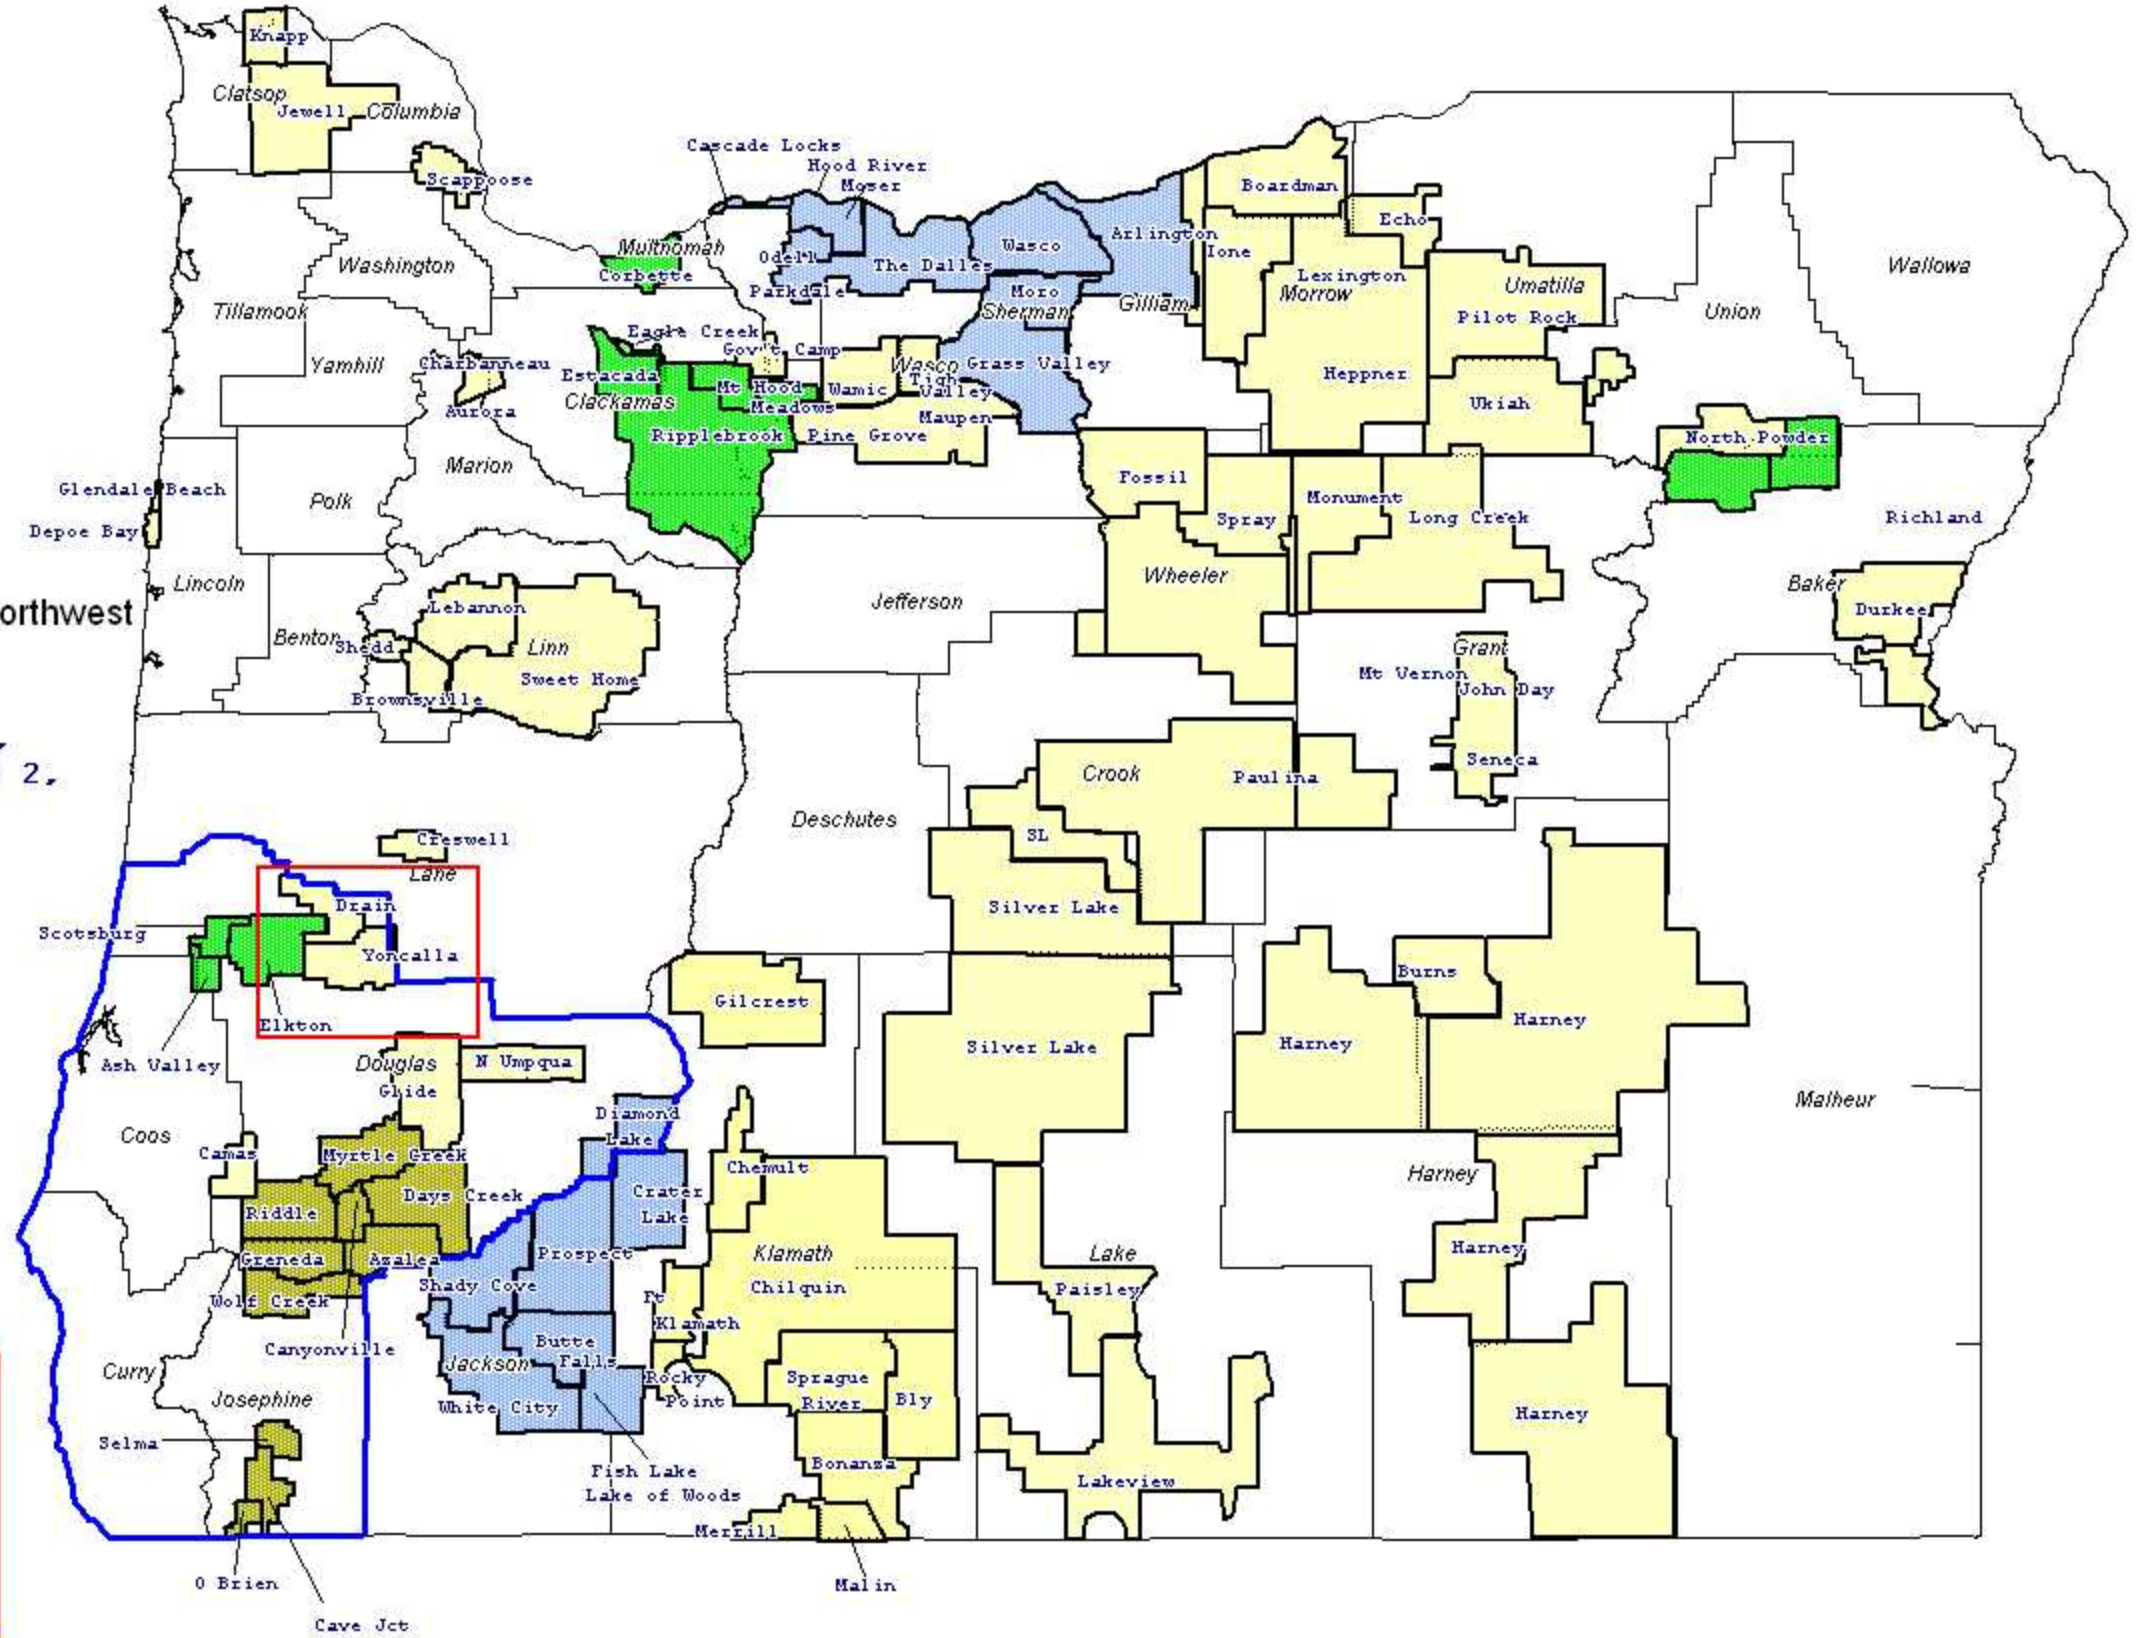 Knapp
Clatsop
Jewell
Columbia
Scappoose
Cascade Locks
Hood River
Moser
Boardman
Echo
Multnomah
Corbette
Washington
Odell
The Dalles
Wasco
Arlington
Ione
Lexington
Wallowa
Parkdale
Moro
Sherman
Gilliam
Morrow
Umatilla
Union
Tillamook
Pilot Rock
Eagle Creek
Gov't Camp
Yamhill
Charbanneau
Estacada
Mt Hood
Meadows
Wamic
Wasco
Tigh
Valley
Grass Valley
Heppner
Clackamas
Aurora
Maupen
Ukiah
Ripplebrook
Pine Grove
North Powder
Marion
Glendale Beach
Polk
Fossil
Monument
Spray
Long Creek
Richland
Depoe Bay
Lincoln
Wheeler
Jefferson
Baker
Durkee
orthwest
Lebannon
Benton
Shedd
Linn
Grant
Sweet Home
Mt Vernon
John Day
Brownsville
2,
Crook
Paulina
Seneca
Deschutes
SL
Creswell
Lane
Drain
Silver Lake
Scotsburg
Yoncalla
Burns
Gilcrest
Elkton
Harney
Silver Lake
Harney
Ash Valley
Douglas
N Umpqua
Glide
Malheur
Diamond
Lake
Coos
Camas
Myrtle Creek
Chemult
Days Creek
Crater
Lake
Harney
Riddle
Greneda
Azalea
Prospect
Klamath
Lake
Harney
Shady Cove
Chilquin
Paisley
Wolf Creek
Ft
Klamath
Canyonville
Butte
Falls
Jackson
Curry
Rocky
Point
Sprague
River
Bly
Josephine
White City
Harney
Selma
Bonanza
Fish Lake
Lake of Woods
Lakeview
Merrill
O Brien
Malin
Cave Jct